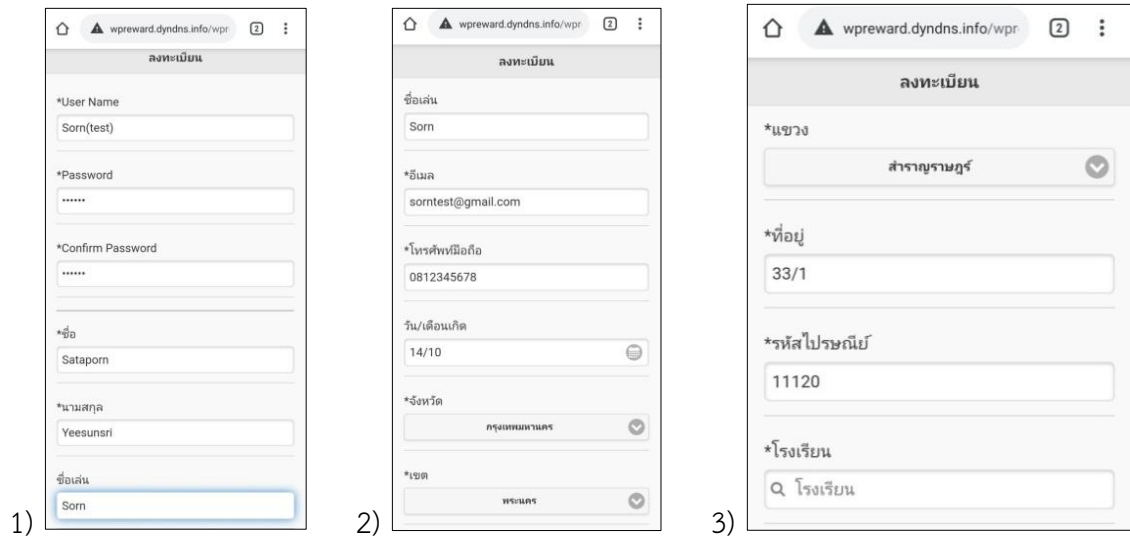 wpreward.dyndns.info/wpr
2
ลงทะเบียน
*User Name
Sorn(test)
*Password
••••••
*Confirm Password
••••••
*ชื่อ
Sataporn
*นามสกุล
Yeesunsri
ชื่อเล่น
Sorn
1)
wpreward.dyndns.info/wpr
2
ลงทะเบียน
ชื่อเล่น
Sorn
*อีเมล
sorntest@gmail.com
*โทรศัพท์มือถือ
0812345678
วัน/เดือนเกิด
14/10
*จังหวัด
กรุงเทพมหานคร
*เขต
พระนคร
2)
wpreward.dyndns.info/wpr
2
ลงทะเบียน
*แขวง
สำราญราษฎร์
*ที่อยู่
33/1
*รหัสไปรษณีย์
11120
*โรงเรียน
โรงเรียน
3)